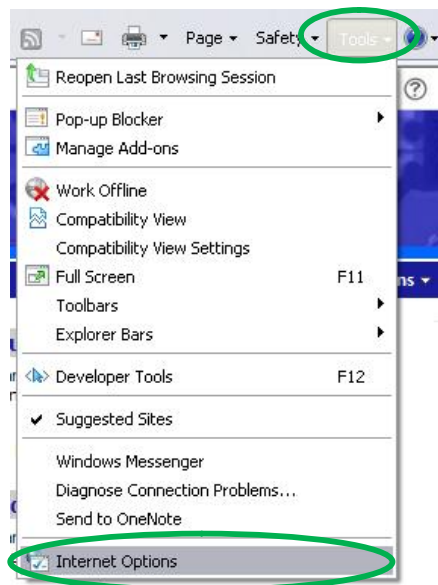 Page Safety Tools
Reopen Last Browsing Session
Pop-up Blocker
Manage Add-ons
Work Offline
Compatibility View
Compatibility View Settings
Full Screen F11
ns
Toolbars
Explorer Bars
Developer Tools F12
Suggested Sites
Windows Messenger
Diagnose Connection Problems...
Send to OneNote
Internet Options